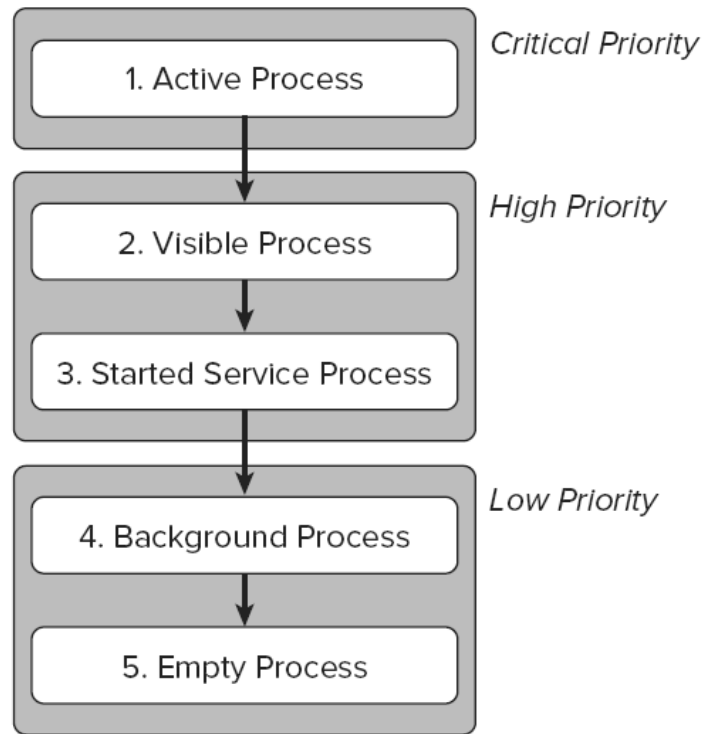 Critical Priority
1. Active Process
High Priority
2. Visible Process
3. Started Service Process
Low Priority
4. Background Process
5. Empty Process